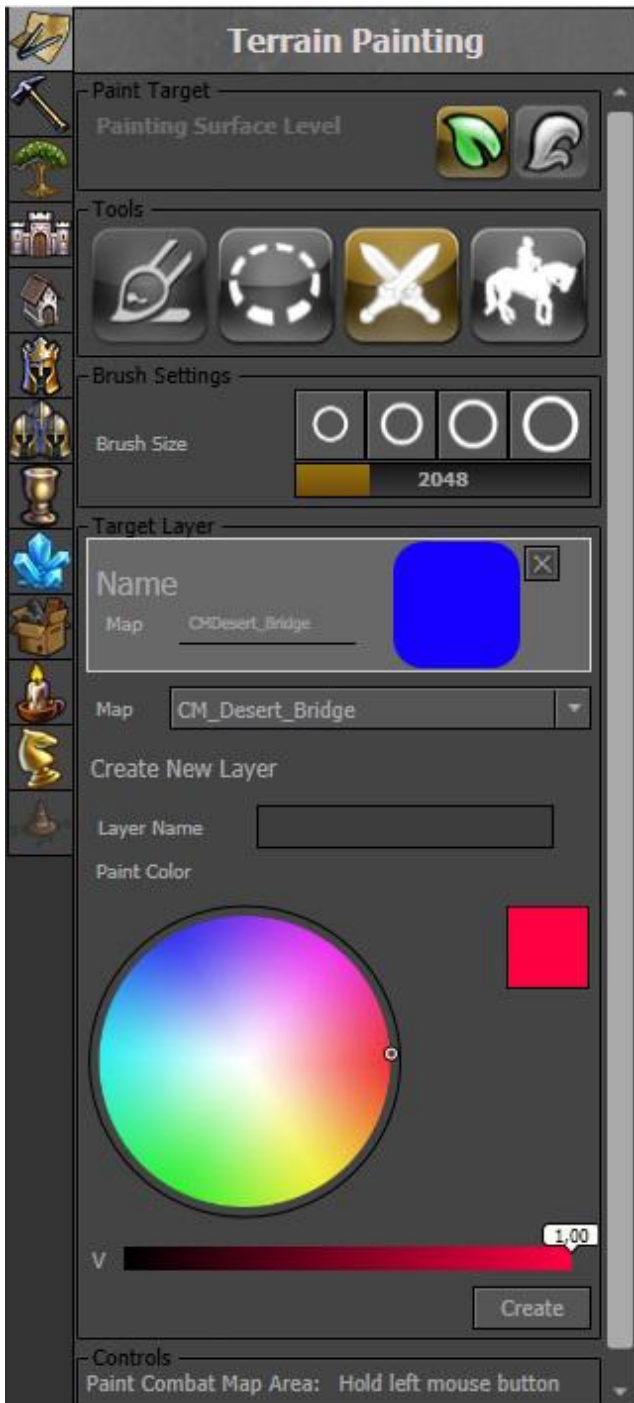 Terrain Painting
Paint Target
Painting Surface Level
Tools
Brush Settings
Brush Size
2048
Target Layer
Name
Map CMDesert_Bridge
Map CM_Desert_Bridge
Create New Layer
Layer Name
Paint Color
1,00
V
Create
Controls
Paint Combat Map Area: Hold left mouse button